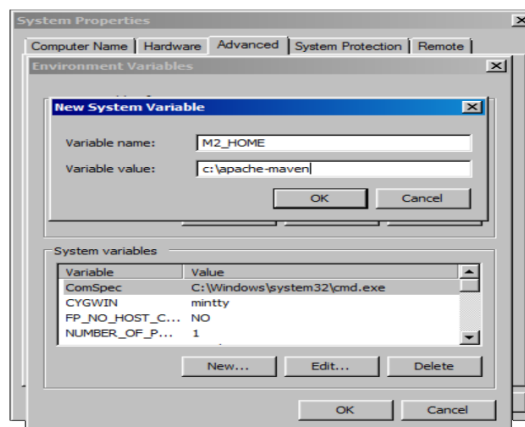 System Properties
Computer Name Hardware Advanced System Protection Remote
Environment Variables
New System Variable
Variable name: M2_HOME
Variable value: c:\apache-maven
OK Cancel
System variables
Variable Value
ComSpec C:\Windows\system32\cmd.exe
CYGWIN mintty
FP_NO_HOST_C... NO
NUMBER_OF_P... 1
New... Edit... Delete
OK Cancel